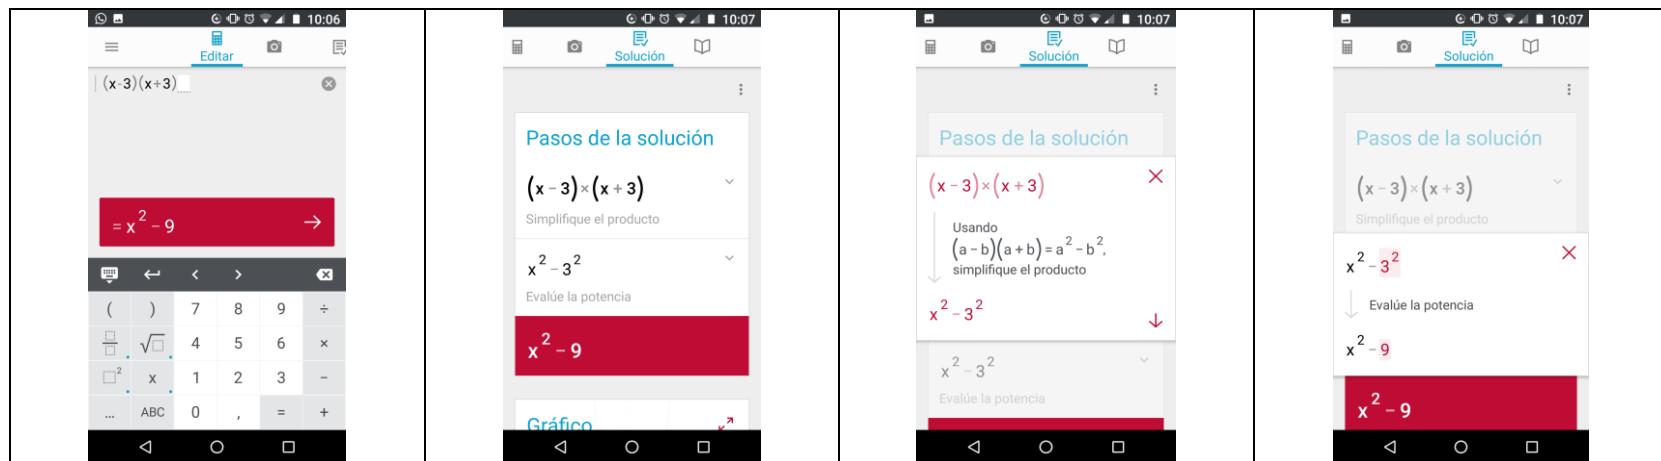 10:06
Editar
(x-3)(x+3)
= x² - 9
( ) 7 8 9 ÷
√ 4 5 6 ×
² x 1 2 3 -
... ABC 0 , = +
10:07
Solución
Pasos de la solución
(x - 3)×(x + 3)
Simplifique el producto
x² - 3²
Evalúe la potencia
x² - 9
Gráfico
10:07
Solución
Pasos de la solución
(x - 3)×(x + 3)
Usando
(a - b)(a + b) = a² - b²,
simplifique el producto
x² - 3²
x² - 3²
Evalúe la potencia
10:07
Solución
Pasos de la solución
(x - 3)×(x + 3)
Simplifique el producto
x² - 3²
Evalúe la potencia
x² - 9
x² - 9